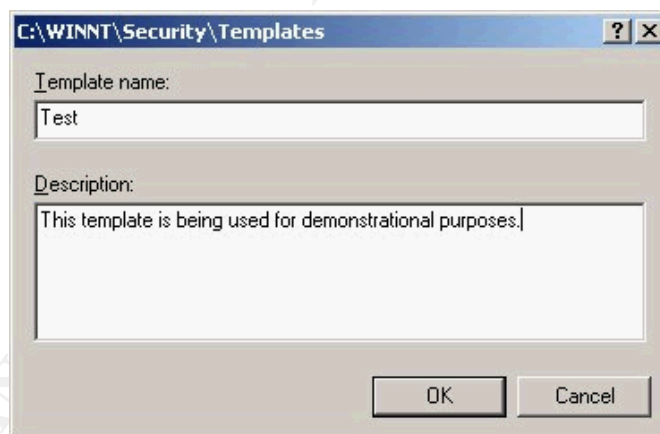 C:\WINNT\Security\Templates
Template name:
Test
Description:
This template is being used for demonstrational purposes.
OK
Cancel